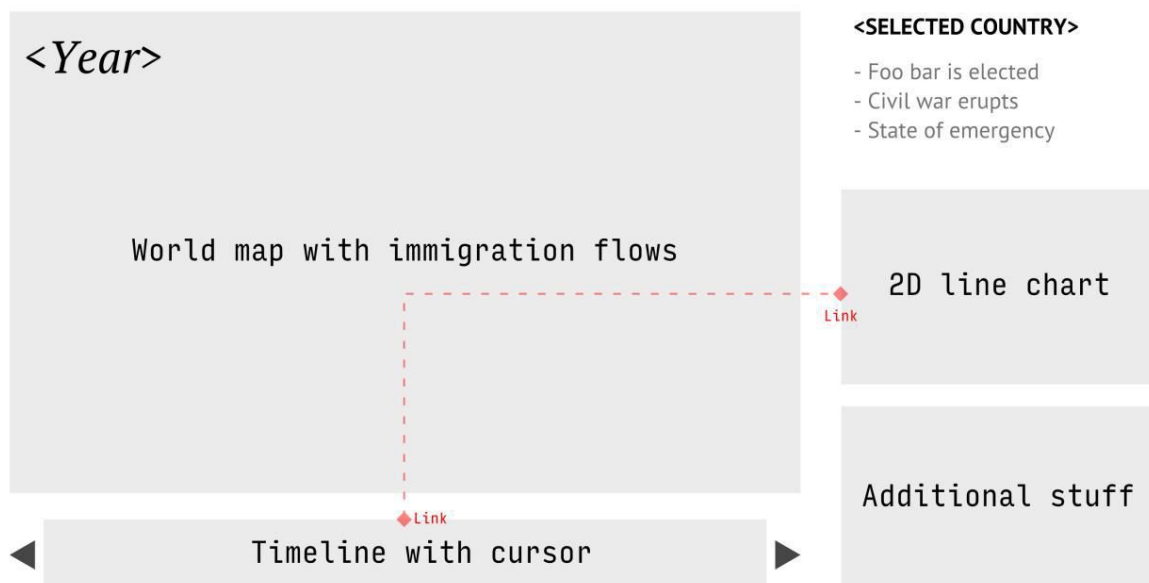 <Year>
World map with immigration flows
Link
Timeline with cursor
<SELECTED COUNTRY>
- Foo bar is elected
- Civil war erupts
- State of emergency
2D line chart
Link
Additional stuff